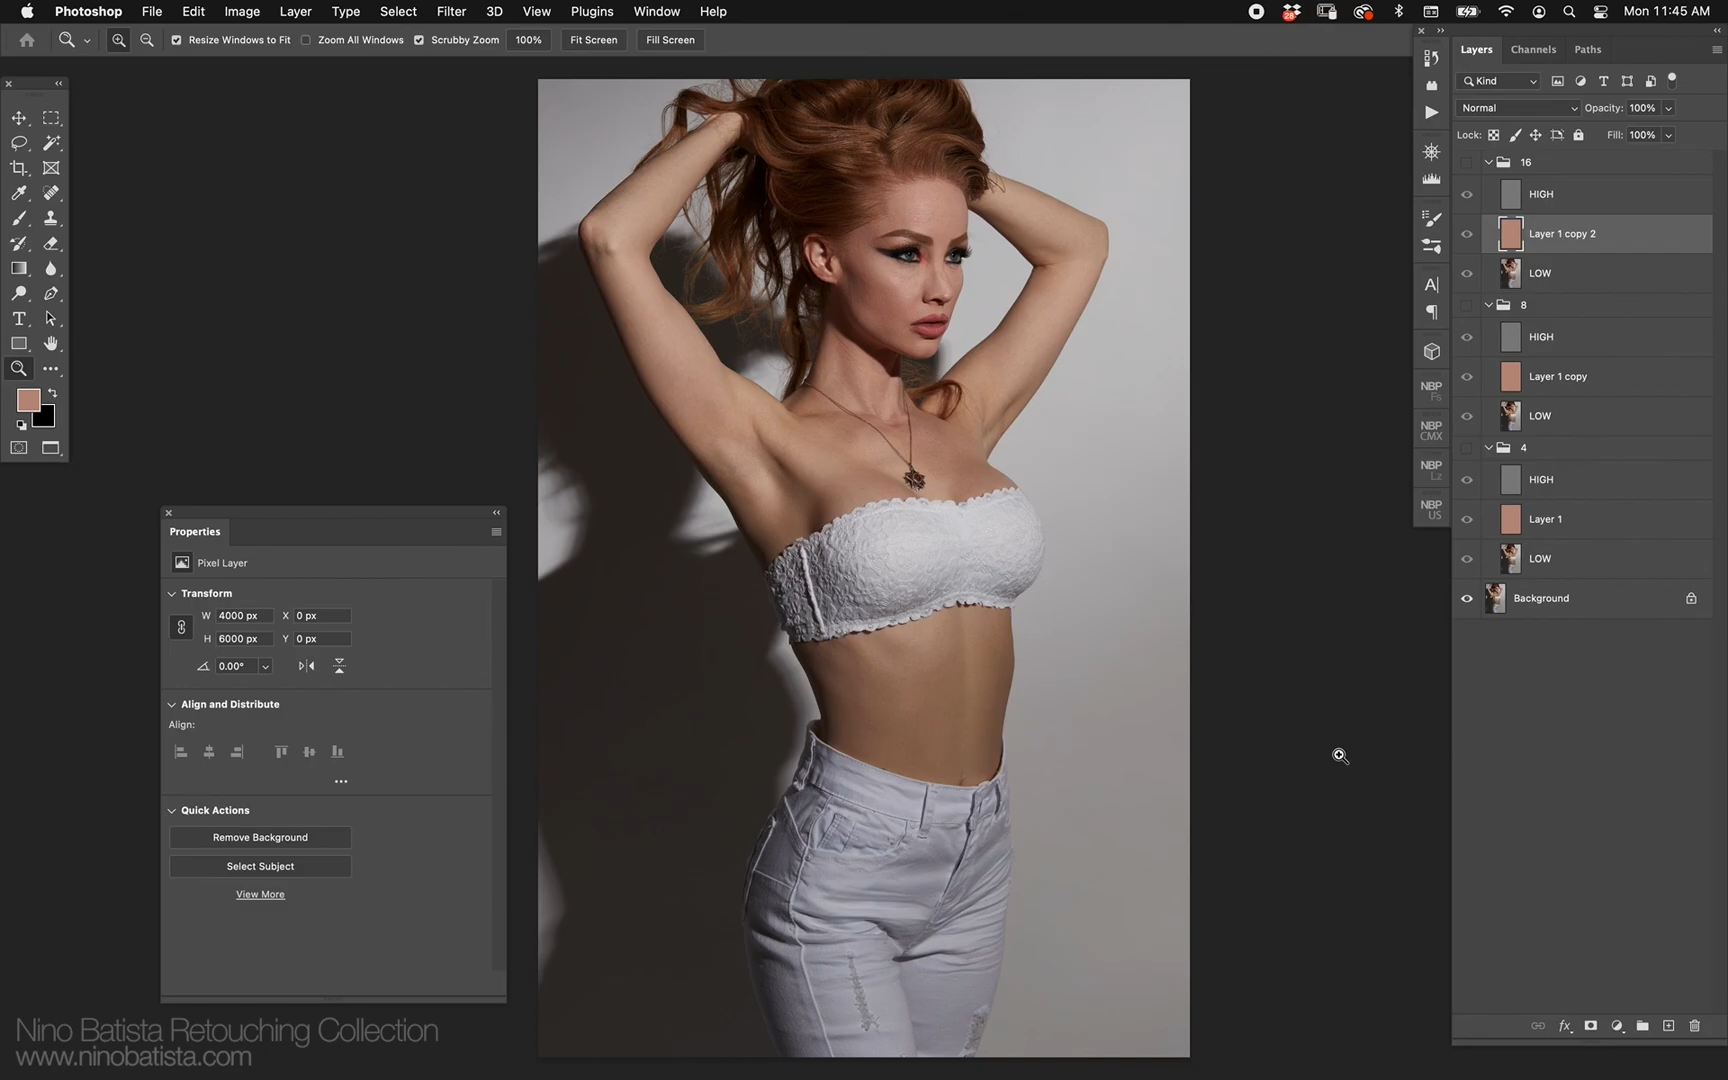 Photoshop File Edit Image Layer Type Select Filter 3D View Plugins Window Help
28
Mon 11:45 AM
Resize Windows to Fit Zoom All Windows Scrubby Zoom 100% Fit Screen Fill Screen
Layers Channels Paths
Kind
Normal Opacity: 100%
Lock: Fill: 100%
16
HIGH
Layer 1 copy 2
LOW
8
HIGH
Layer 1 copy
LOW
4
HIGH
Layer 1
LOW
Background
NBP
Fs
NBP
CMX
NBP
Lz
NBP
US
Properties
Pixel Layer
Transform
W 4000 px X 0 px
H 6000 px Y 0 px
0.00°
Align and Distribute
Align:
Quick Actions
Remove Background
Select Subject
View More
Nino Batista Retouching Collection
www.ninobatista.com